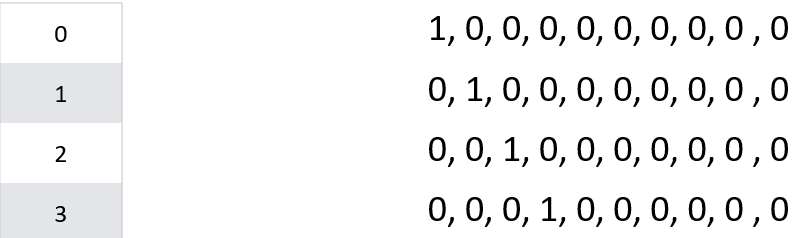 0 1, 0, 0, 0, 0, 0, 0, 0, 0 , 0
1 0, 1, 0, 0, 0, 0, 0, 0, 0 , 0
2 0, 0, 1, 0, 0, 0, 0, 0, 0 , 0
3 0, 0, 0, 1, 0, 0, 0, 0, 0 , 0